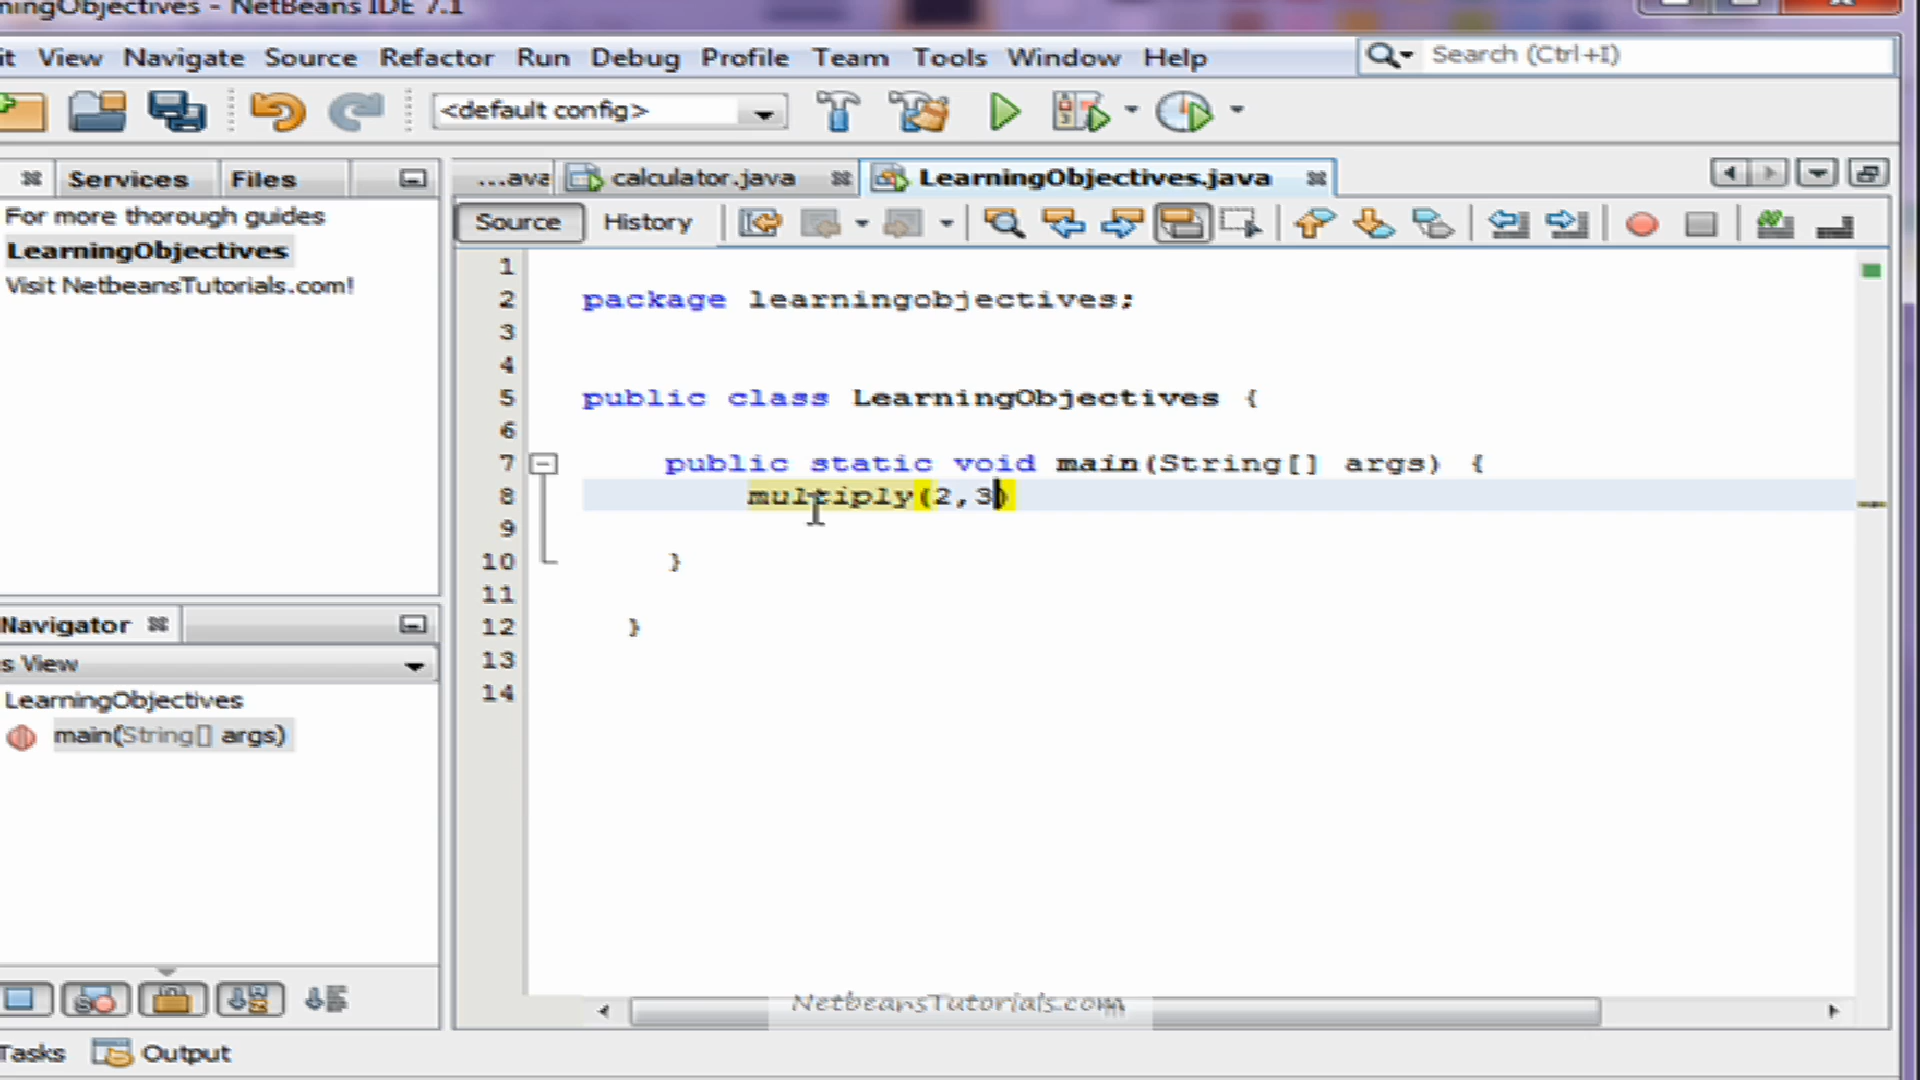 ningObjectives - NetBeans IDE 7.1
it View Navigate Source Refactor Run Debug Profile Team Tools Window Help
Search (Ctrl+I)
<default config>
Services Files
...ava calculator.java LearningObjectives.java
Source History
For more thorough guides
LearningObjectives
Visit NetbeansTutorials.com!
1
2 package learningobjectives;
3
4
5 public class LearningObjectives {
6
7 public static void main(String[] args) {
8 multiply(2,3)
9
10 }
11
12 }
13
14
Navigator
s View
LearningObjectives
main(String[] args)
NetbeansTutorials.com
Tasks Output